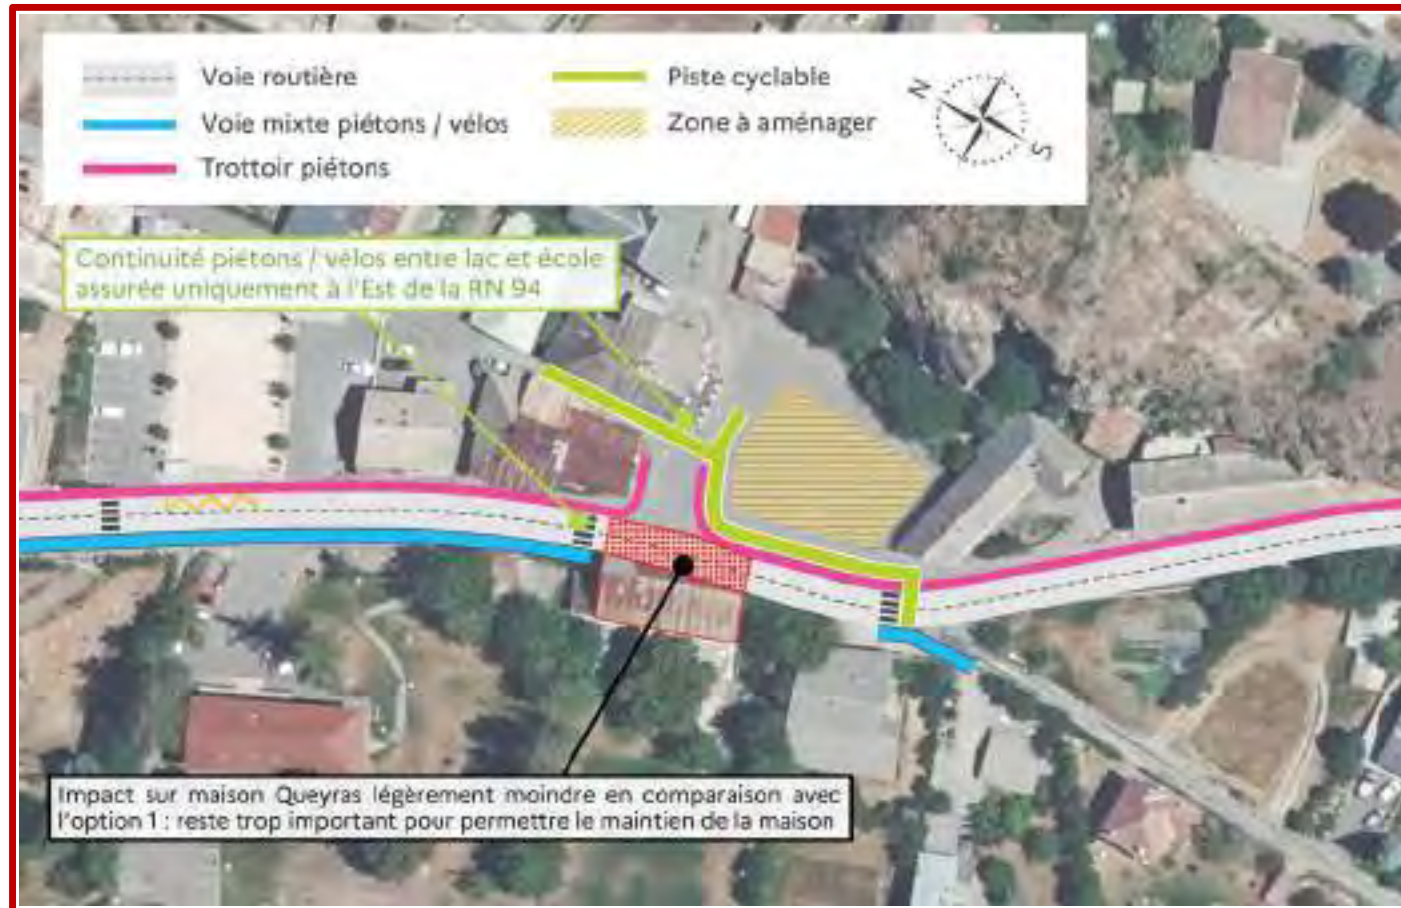 Voie routière
Voie mixte piétons / vélos
Trottoir piétons
Piste cyclable
Zone à aménager
N
S
Continuité piétons / vélos entre lac et école
assurée uniquement à l'Est de la RN 94
Impact sur maison Queyras légèrement moindre en comparaison avec
l'option 1 : reste trop important pour permettre le maintien de la maison